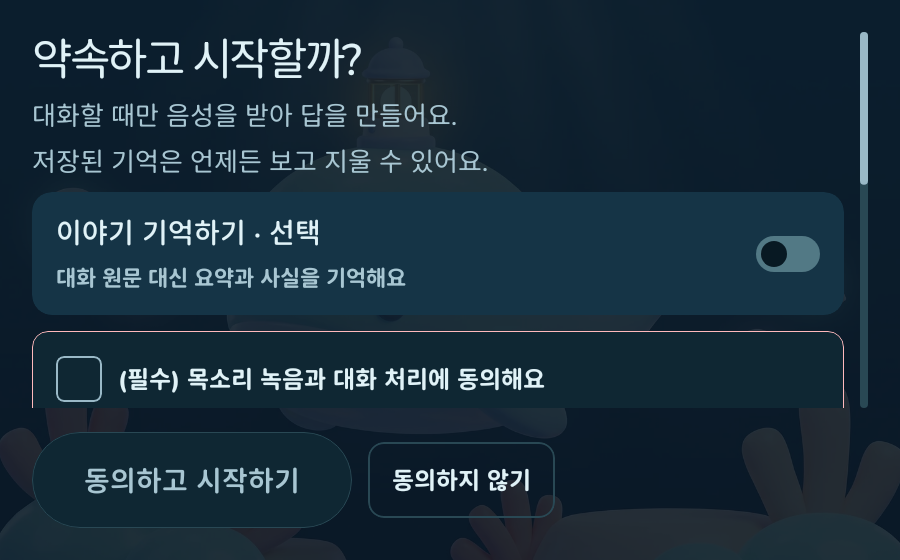 약속하고 시작할까?
대화할 때만 음성을 받아 답을 만들어요.
저장된 기억은 언제든 보고 지울 수 있어요.
이야기 기억하기 · 선택
대화 원문 대신 요약과 사실을 기억해요
(필수) 목소리 녹음과 대화 처리에 동의해요
동의하고 시작하기
동의하지 않기